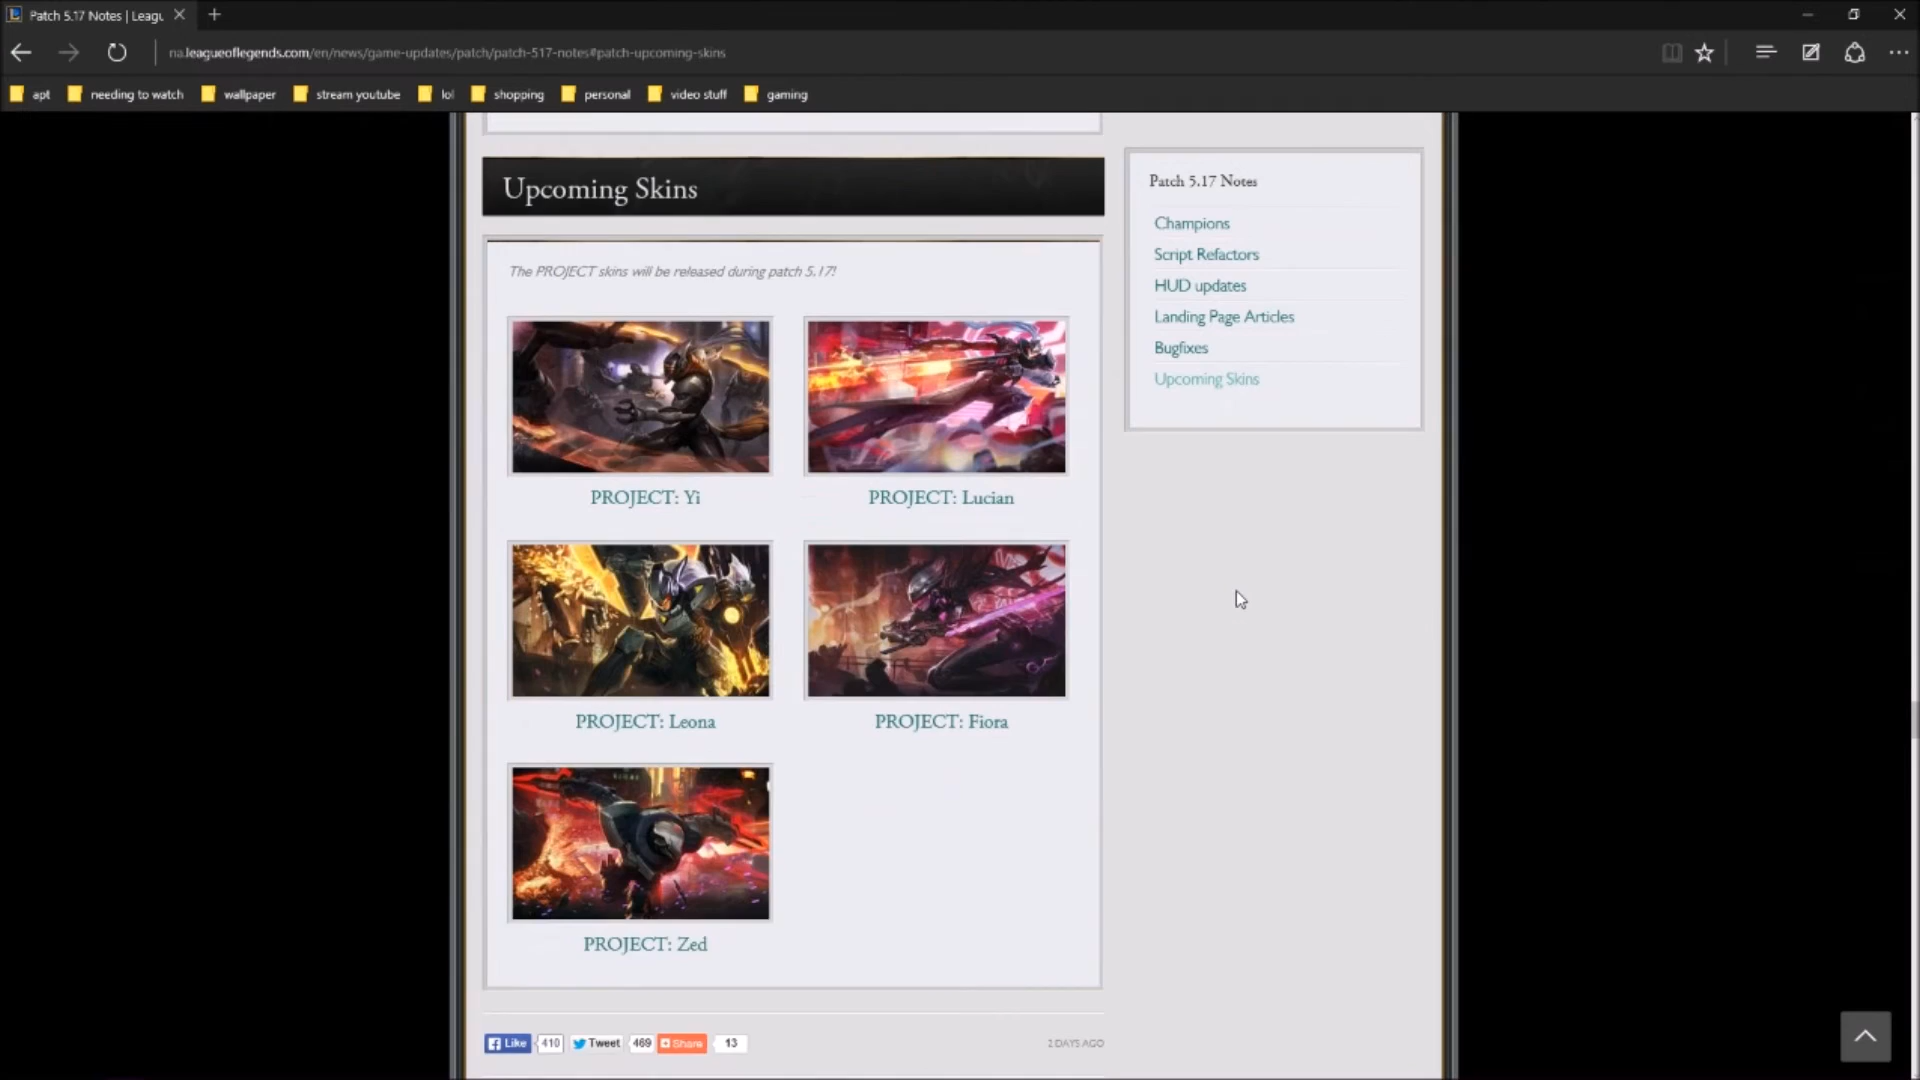 Patch 5.17 Notes | Leagu
na.leagueoflegends.com/en/news/game-updates/patch/patch-517-notes#patch-upcoming-skins
apt needing to watch wallpaper stream youtube lol shopping personal video stuff gaming
Upcoming Skins
The PROJECT skins will be released during patch 5.17!
PROJECT: Yi
PROJECT: Lucian
PROJECT: Leona
PROJECT: Fiora
PROJECT: Zed
Patch 5.17 Notes
Champions
Script Refactors
HUD updates
Landing Page Articles
Bugfixes
Upcoming Skins
Like 410 Tweet 469 Share 13
2 DAYS AGO